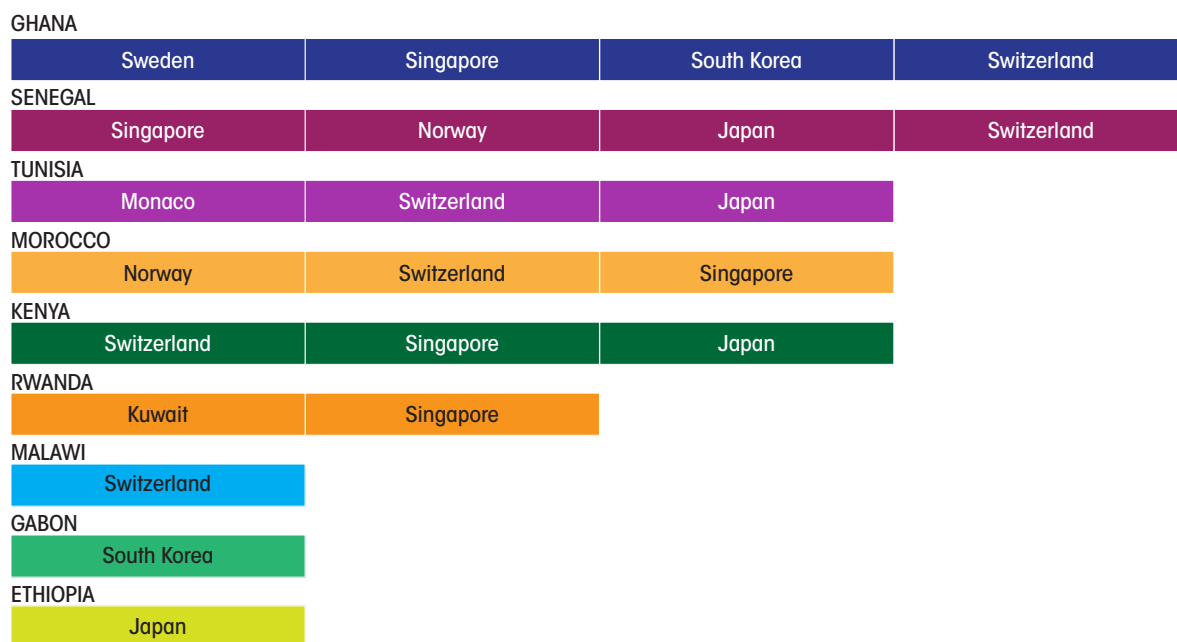 GHANA
Sweden Singapore South Korea Switzerland
SENEGAL
Singapore Norway Japan Switzerland
TUNISIA
Monaco Switzerland Japan
MOROCCO
Norway Switzerland Singapore
KENYA
Switzerland Singapore Japan
RWANDA
Kuwait Singapore
MALAWI
Switzerland
GABON
South Korea
ETHIOPIA
Japan